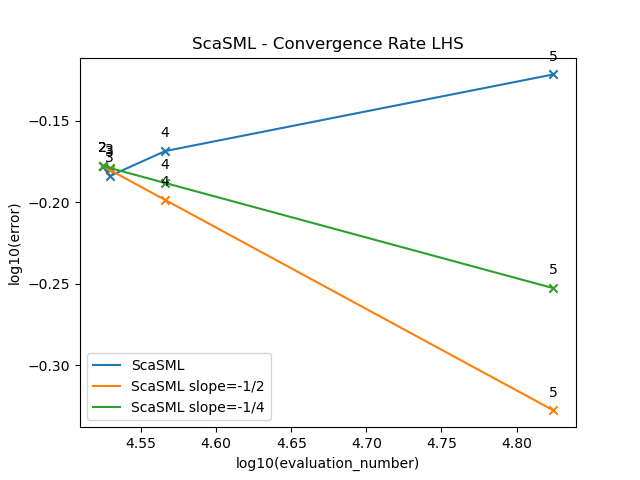 ScaSML - Convergence Rate LHS
5
−0.15
4
2
3
3
4
−0.20
4
5
−0.25
−0.30
5
ScaSML
ScaSML slope=-1/2
ScaSML slope=-1/4
4.55 4.60 4.65 4.70 4.75 4.80
log10(evaluation_number)
log10(error)